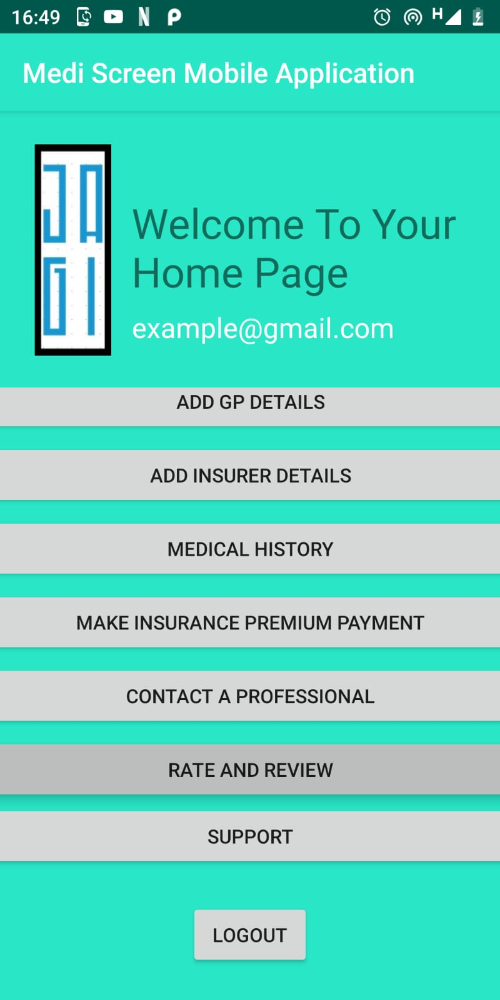 16:49
H
Medi Screen Mobile Application
JA
GI
Welcome To Your
Home Page
example@gmail.com
ADD GP DETAILS
ADD INSURER DETAILS
MEDICAL HISTORY
MAKE INSURANCE PREMIUM PAYMENT
CONTACT A PROFESSIONAL
RATE AND REVIEW
SUPPORT
LOGOUT